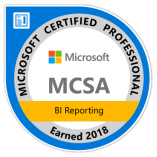 MICROSOFT CERTIFIED PROFESSIONAL
Microsoft
MCSA
BI Reporting
Earned 2018